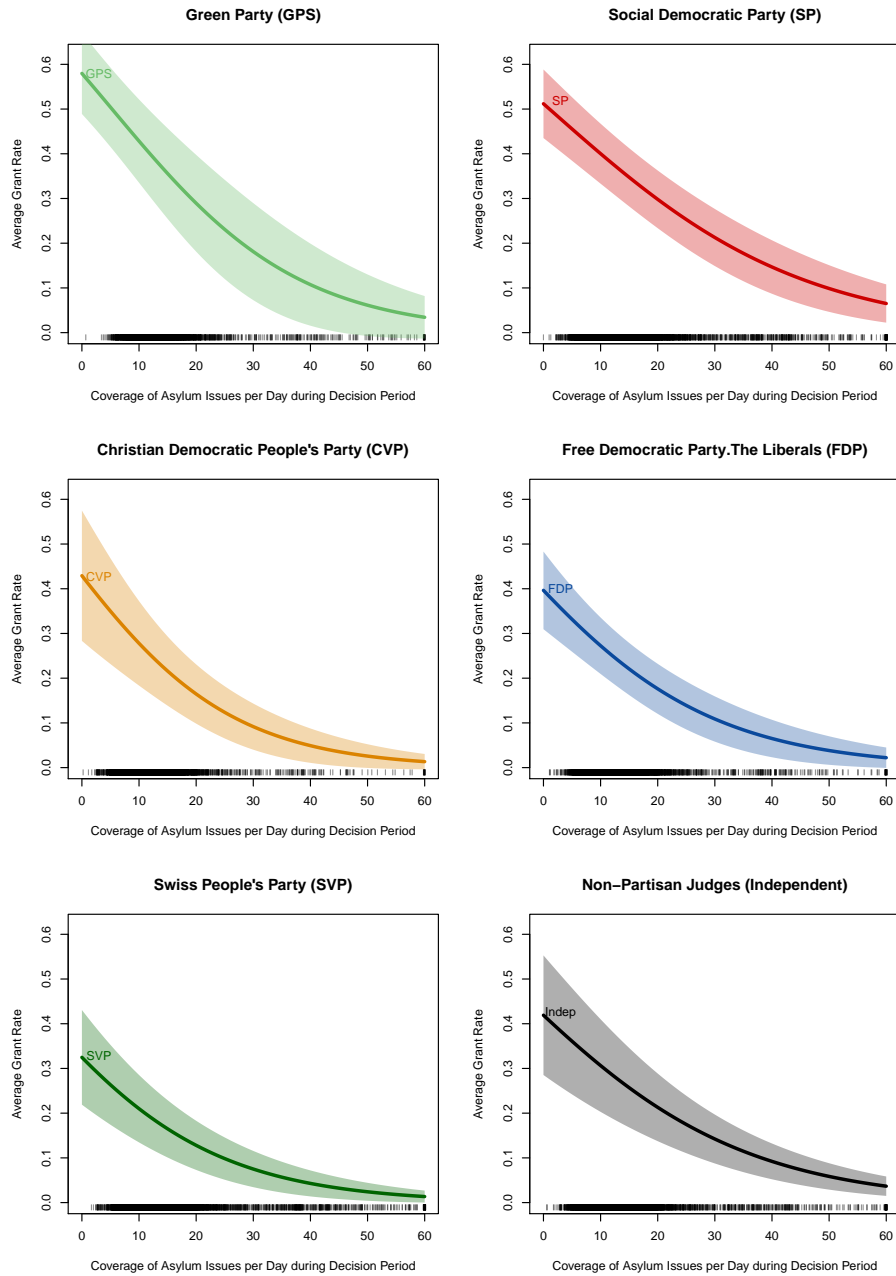 Green Party (GPS)
Average Grant Rate
0.0 0.1 0.2 0.3 0.4 0.5 0.6
GPS
0 10 20 30 40 50 60
Coverage of Asylum Issues per Day during Decision Period
Social Democratic Party (SP)
Average Grant Rate
0.0 0.1 0.2 0.3 0.4 0.5 0.6
SP
0 10 20 30 40 50 60
Coverage of Asylum Issues per Day during Decision Period
Christian Democratic People's Party (CVP)
Average Grant Rate
0.0 0.1 0.2 0.3 0.4 0.5 0.6
CVP
0 10 20 30 40 50 60
Coverage of Asylum Issues per Day during Decision Period
Free Democratic Party.The Liberals (FDP)
Average Grant Rate
0.0 0.1 0.2 0.3 0.4 0.5 0.6
FDP
0 10 20 30 40 50 60
Coverage of Asylum Issues per Day during Decision Period
Swiss People's Party (SVP)
Average Grant Rate
0.0 0.1 0.2 0.3 0.4 0.5 0.6
SVP
0 10 20 30 40 50 60
Coverage of Asylum Issues per Day during Decision Period
Non−Partisan Judges (Independent)
Average Grant Rate
0.0 0.1 0.2 0.3 0.4 0.5 0.6
Indep
0 10 20 30 40 50 60
Coverage of Asylum Issues per Day during Decision Period